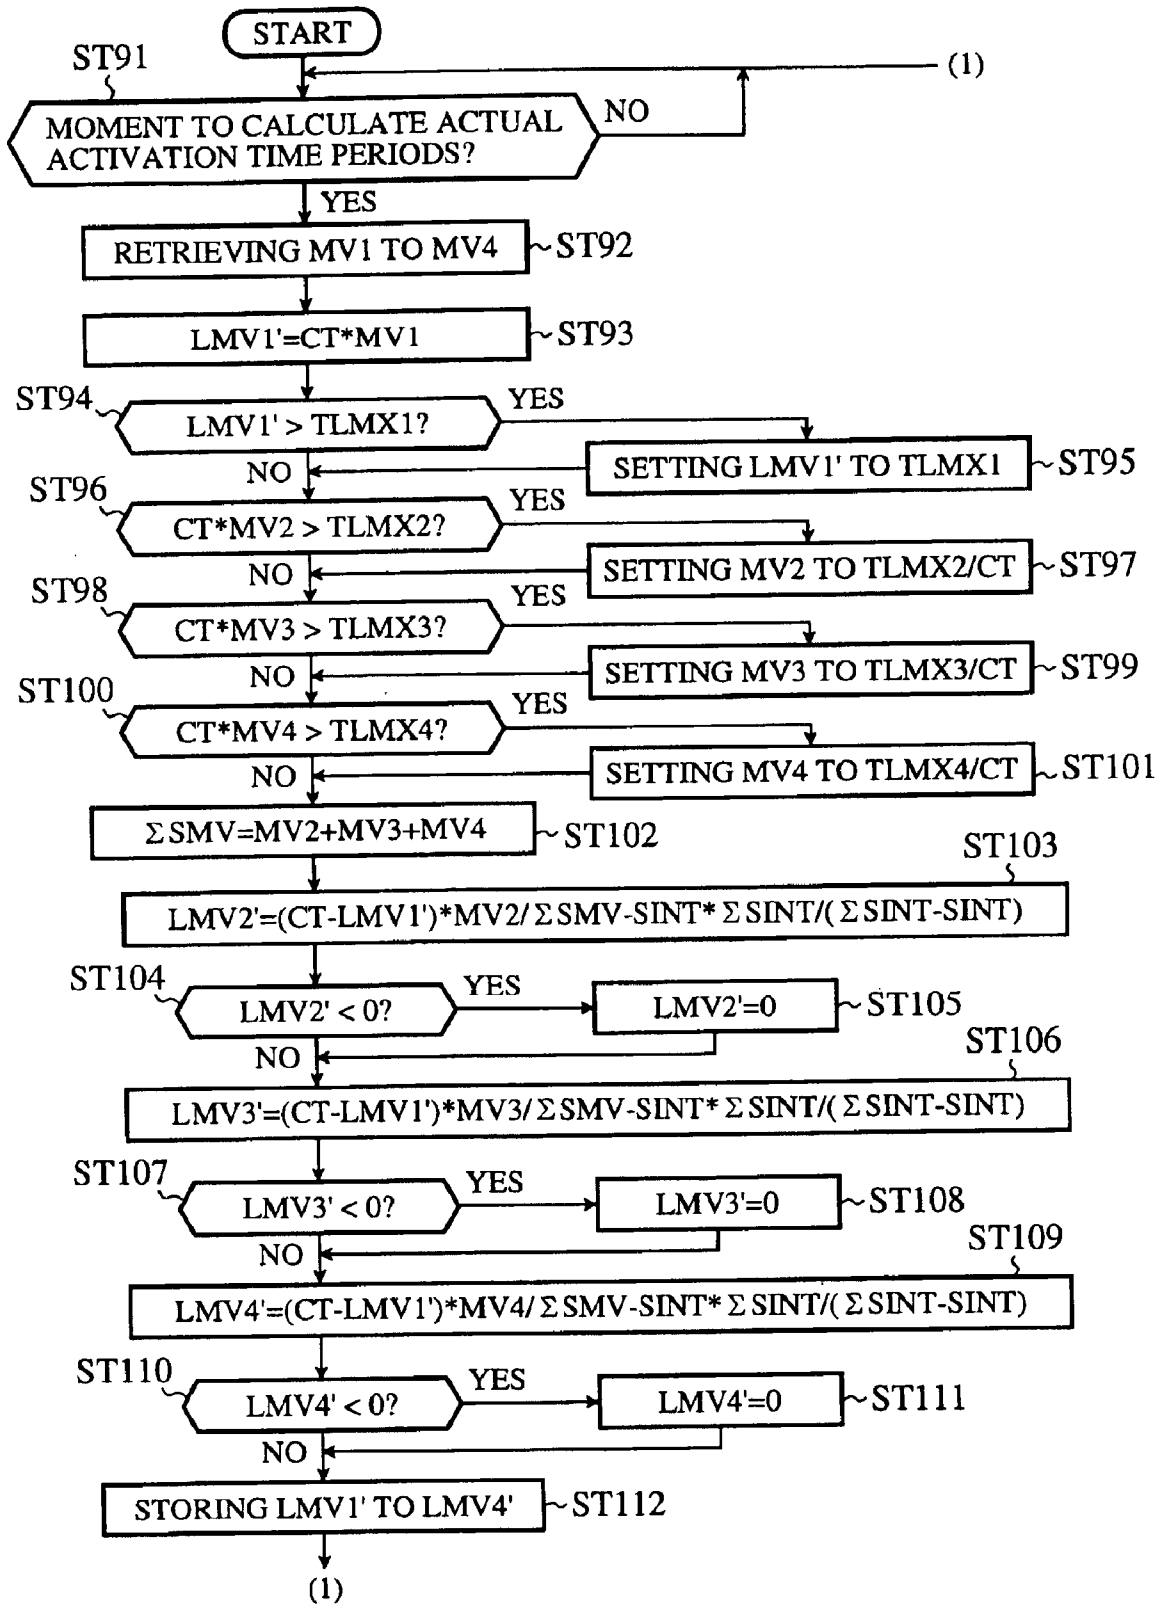 START
ST91
(1)
MOMENT TO CALCULATE ACTUAL
ACTIVATION TIME PERIODS?
NO
YES
RETRIEVING MV1 TO MV4
ST92
LMV1'=CT*MV1
ST93
ST94
LMV1' > TLMX1?
YES
NO
SETTING LMV1' TO TLMX1
ST95
ST96
CT*MV2 > TLMX2?
YES
NO
SETTING MV2 TO TLMX2/CT
ST97
ST98
CT*MV3 > TLMX3?
YES
NO
SETTING MV3 TO TLMX3/CT
ST99
ST100
CT*MV4 > TLMX4?
YES
NO
SETTING MV4 TO TLMX4/CT
ST101
ΣSMV=MV2+MV3+MV4
ST102
ST103
LMV2'=(CT-LMV1')*MV2/ΣSMV-SINT*ΣSINT/(ΣSINT-SINT)
ST104
LMV2' < 0?
YES
LMV2'=0
ST105
NO
ST106
LMV3'=(CT-LMV1')*MV3/ΣSMV-SINT*ΣSINT/(ΣSINT-SINT)
ST107
LMV3' < 0?
YES
LMV3'=0
ST108
NO
ST109
LMV4'=(CT-LMV1')*MV4/ΣSMV-SINT*ΣSINT/(ΣSINT-SINT)
ST110
LMV4' < 0?
YES
LMV4'=0
ST111
NO
STORING LMV1' TO LMV4'
ST112
(1)